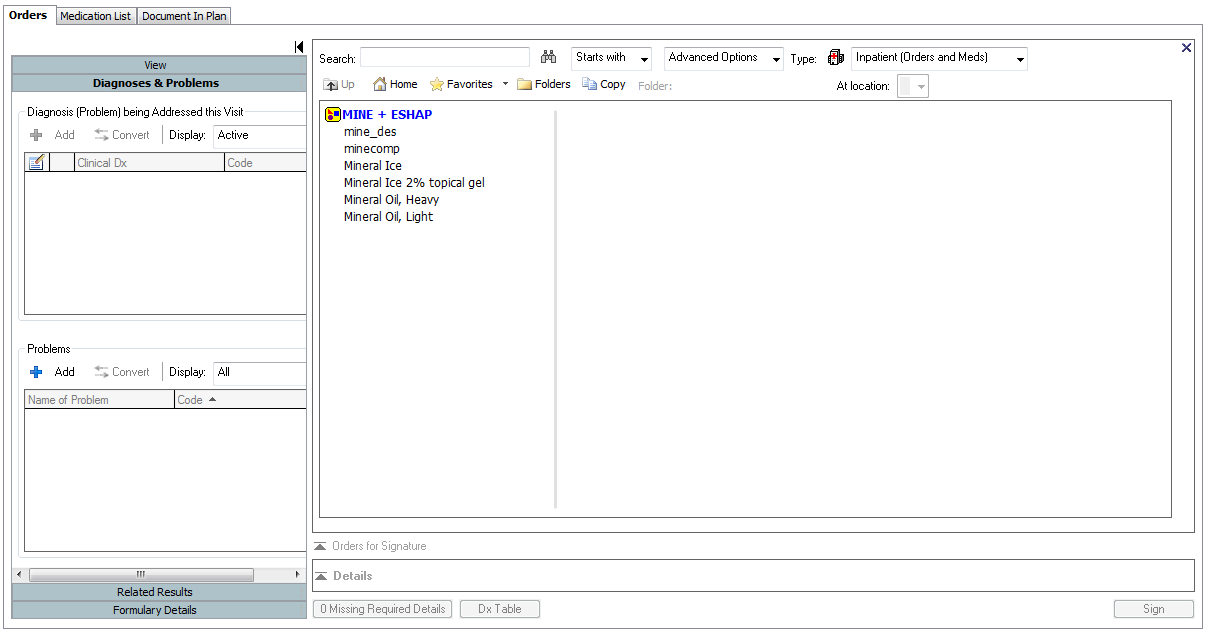 Orders Medication List Document In Plan
View
Diagnoses & Problems
Diagnosis (Problem) being Addressed this Visit
Add Convert Display: Active
Clinical Dx Code
Problems
Add Convert Display: All
Name of Problem Code
Related Results
Formulary Details
Search: Starts with Advanced Options Type: Inpatient (Orders and Meds)
Up Home Favorites Folders Copy Folder: At location:
MINE + ESHAP
mine_des
minecomp
Mineral Ice
Mineral Ice 2% topical gel
Mineral Oil, Heavy
Mineral Oil, Light
Orders for Signature
Details
0 Missing Required Details Dx Table Sign